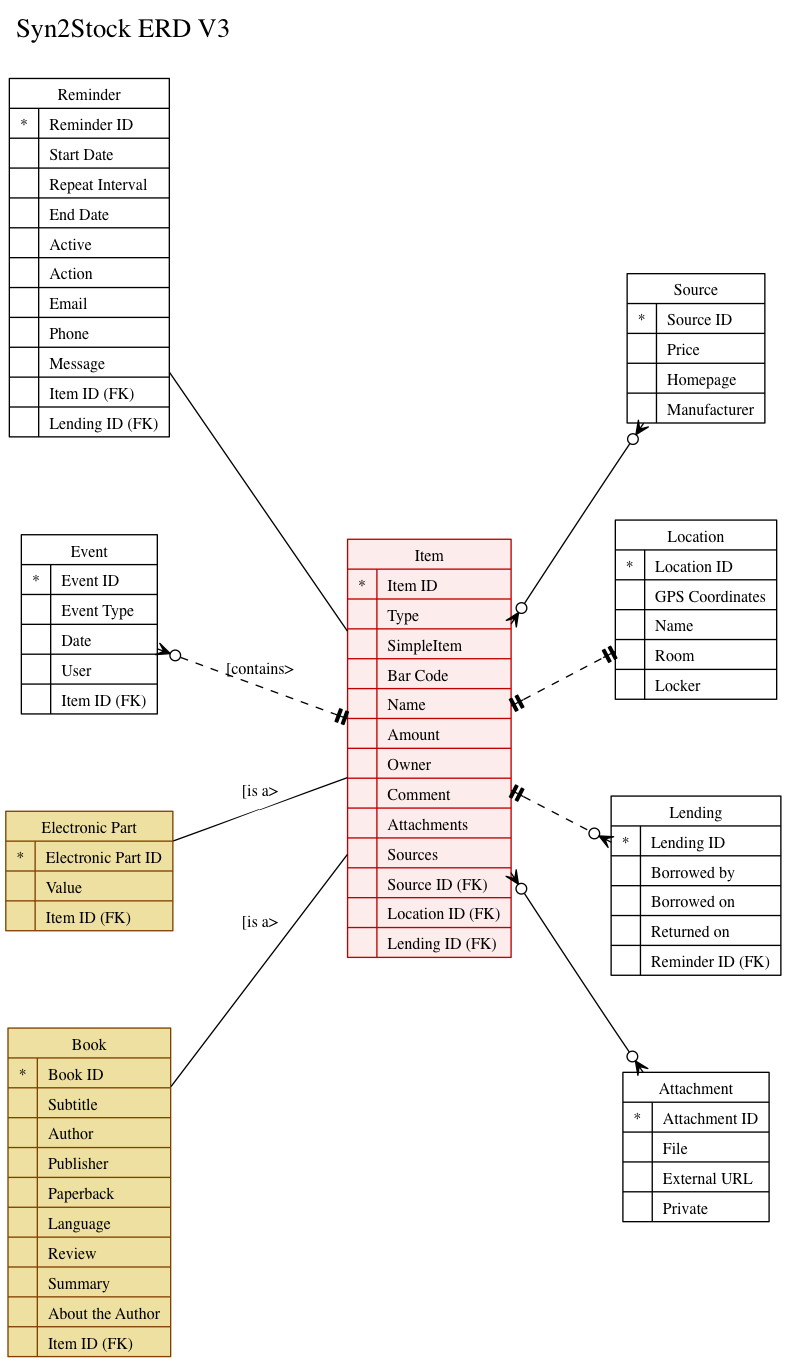 Syn2Stock ERD V3
Reminder
* Reminder ID
Start Date
Repeat Interval
End Date
Active
Action
Email
Phone
Message
Item ID (FK)
Lending ID (FK)
Source
* Source ID
Price
Homepage
Manufacturer
Event
* Event ID
Event Type
Date
User
Item ID (FK)
[contains>
Item
* Item ID
Type
SimpleItem
Bar Code
Name
Amount
Owner
Comment
Attachments
Sources
Source ID (FK)
Location ID (FK)
Lending ID (FK)
Location
* Location ID
GPS Coordinates
Name
Room
Locker
[is a>
Electronic Part
* Electronic Part ID
Value
Item ID (FK)
Lending
* Lending ID
Borrowed by
Borrowed on
Returned on
Reminder ID (FK)
[is a>
Book
* Book ID
Subtitle
Author
Publisher
Paperback
Language
Review
Summary
About the Author
Item ID (FK)
Attachment
* Attachment ID
File
External URL
Private